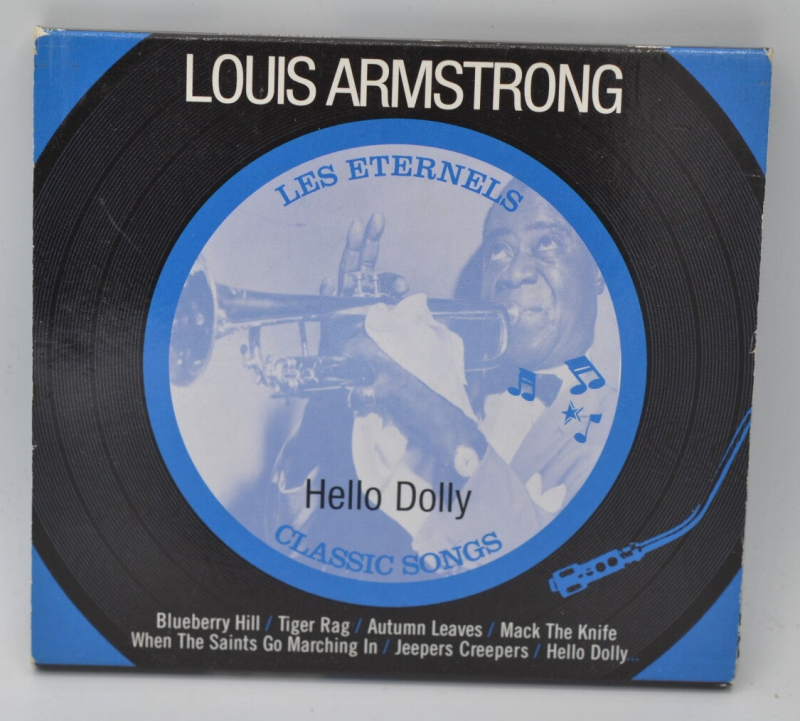 LOUIS ARMSTRONG
LES ETERNELS
Hello Dolly
CLASSIC SONGS
Blueberry Hill / Tiger Rag / Autumn Leaves / Mack The Knife
When The Saints Go Marching In / Jeepers Creepers / Hello Dolly...